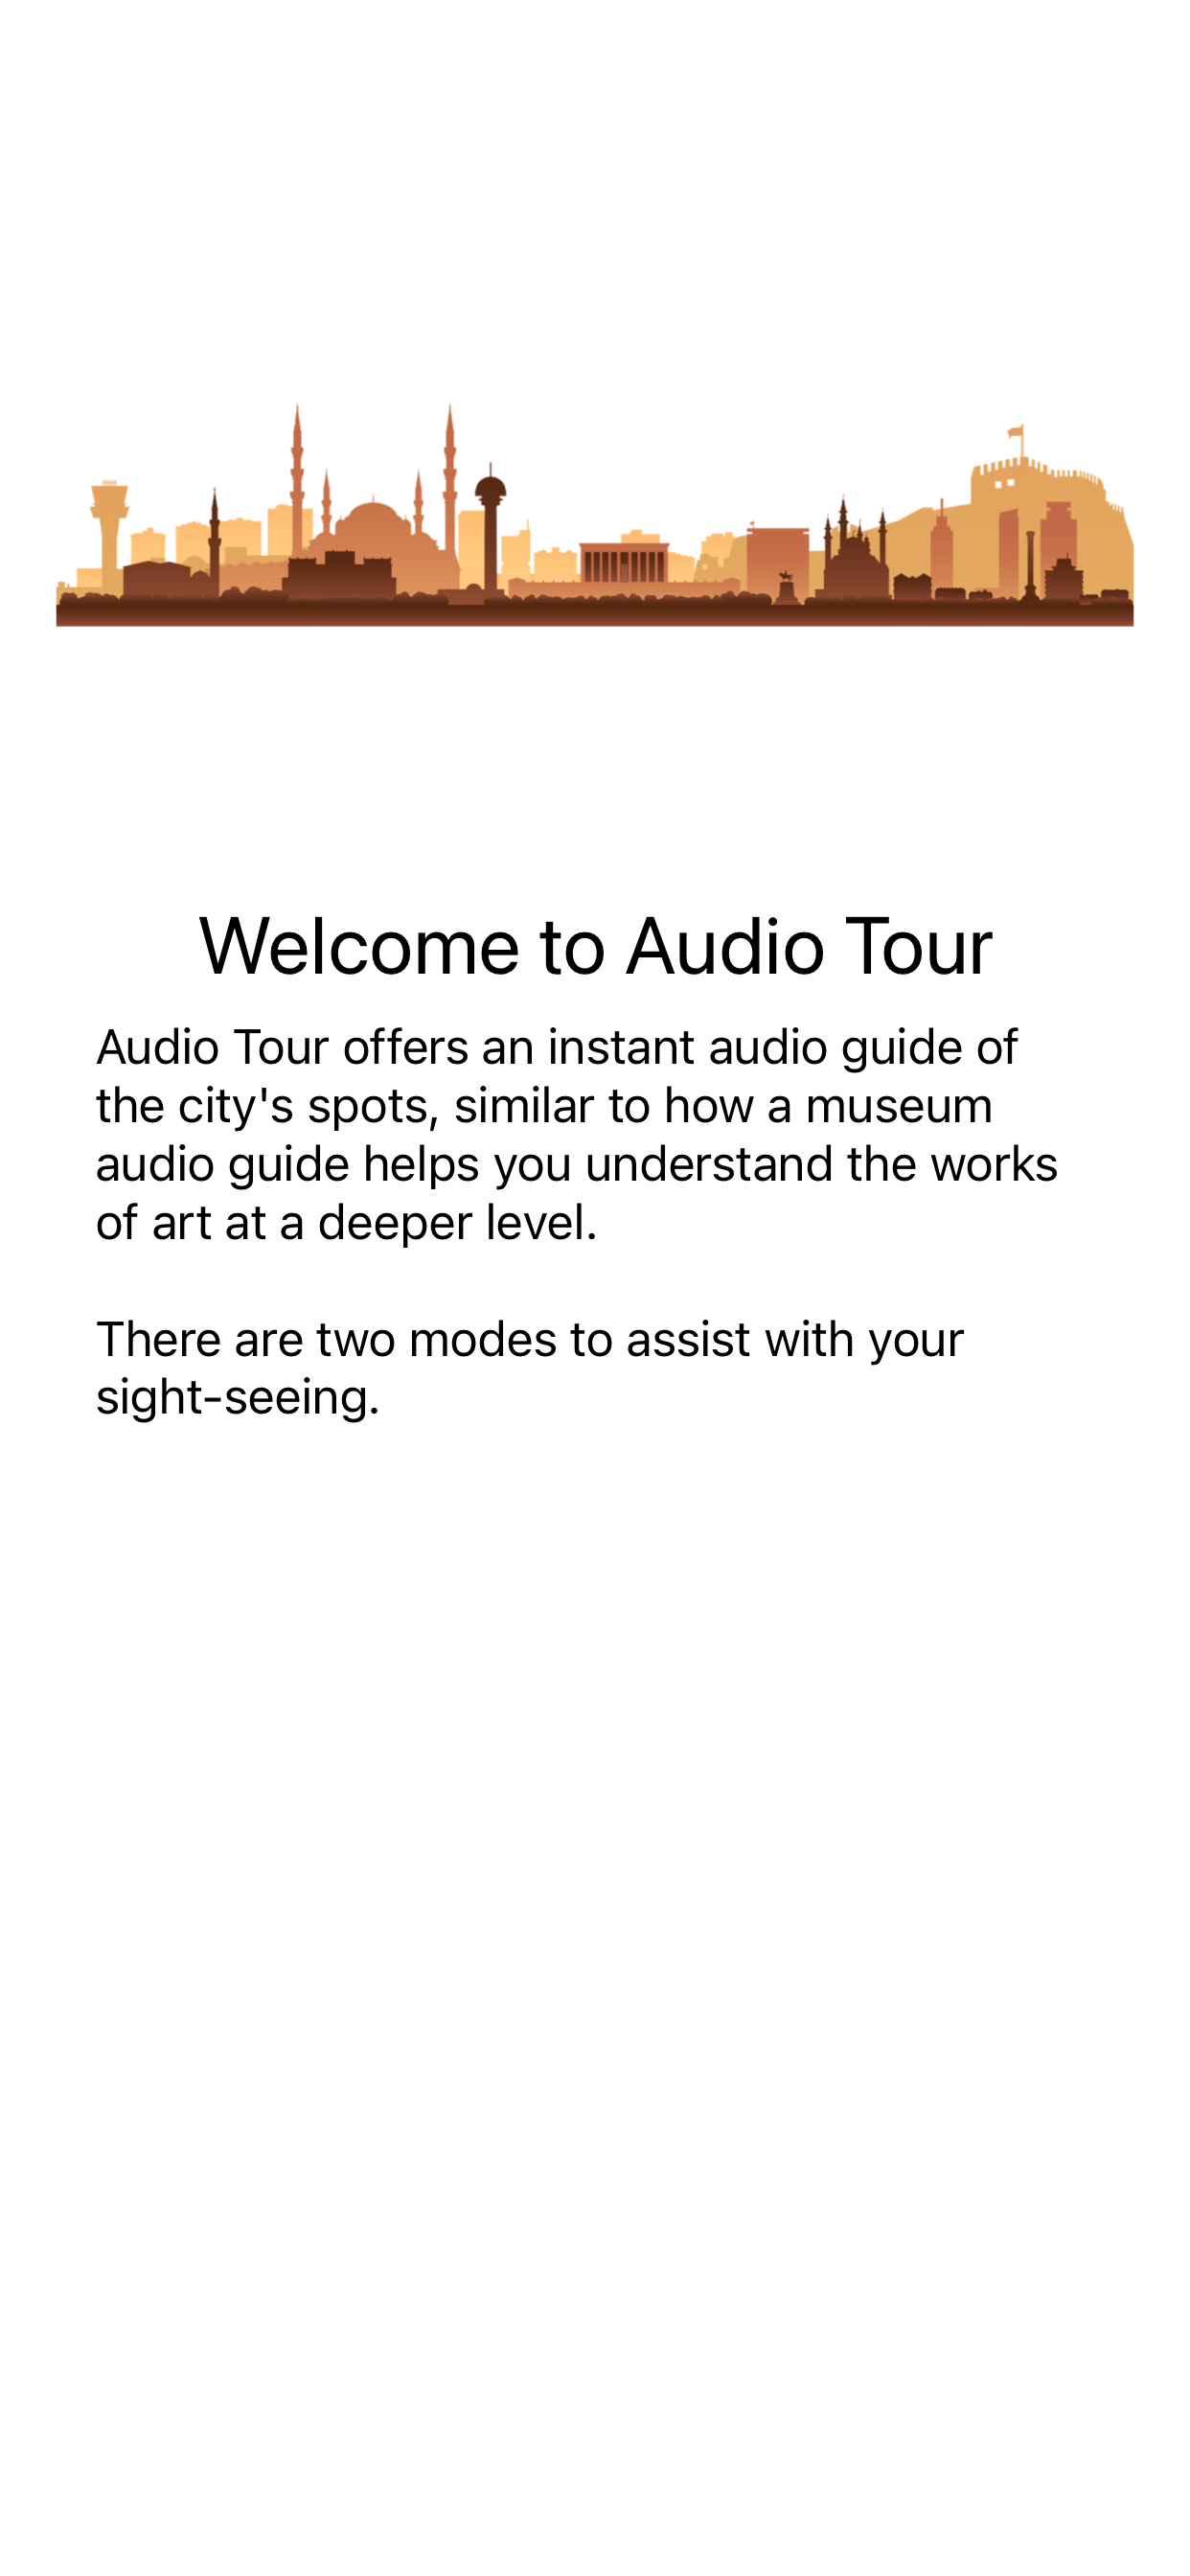 Welcome to Audio Tour
Audio Tour offers an instant audio guide of
the city's spots, similar to how a museum
audio guide helps you understand the works
of art at a deeper level.
There are two modes to assist with your
sight-seeing.